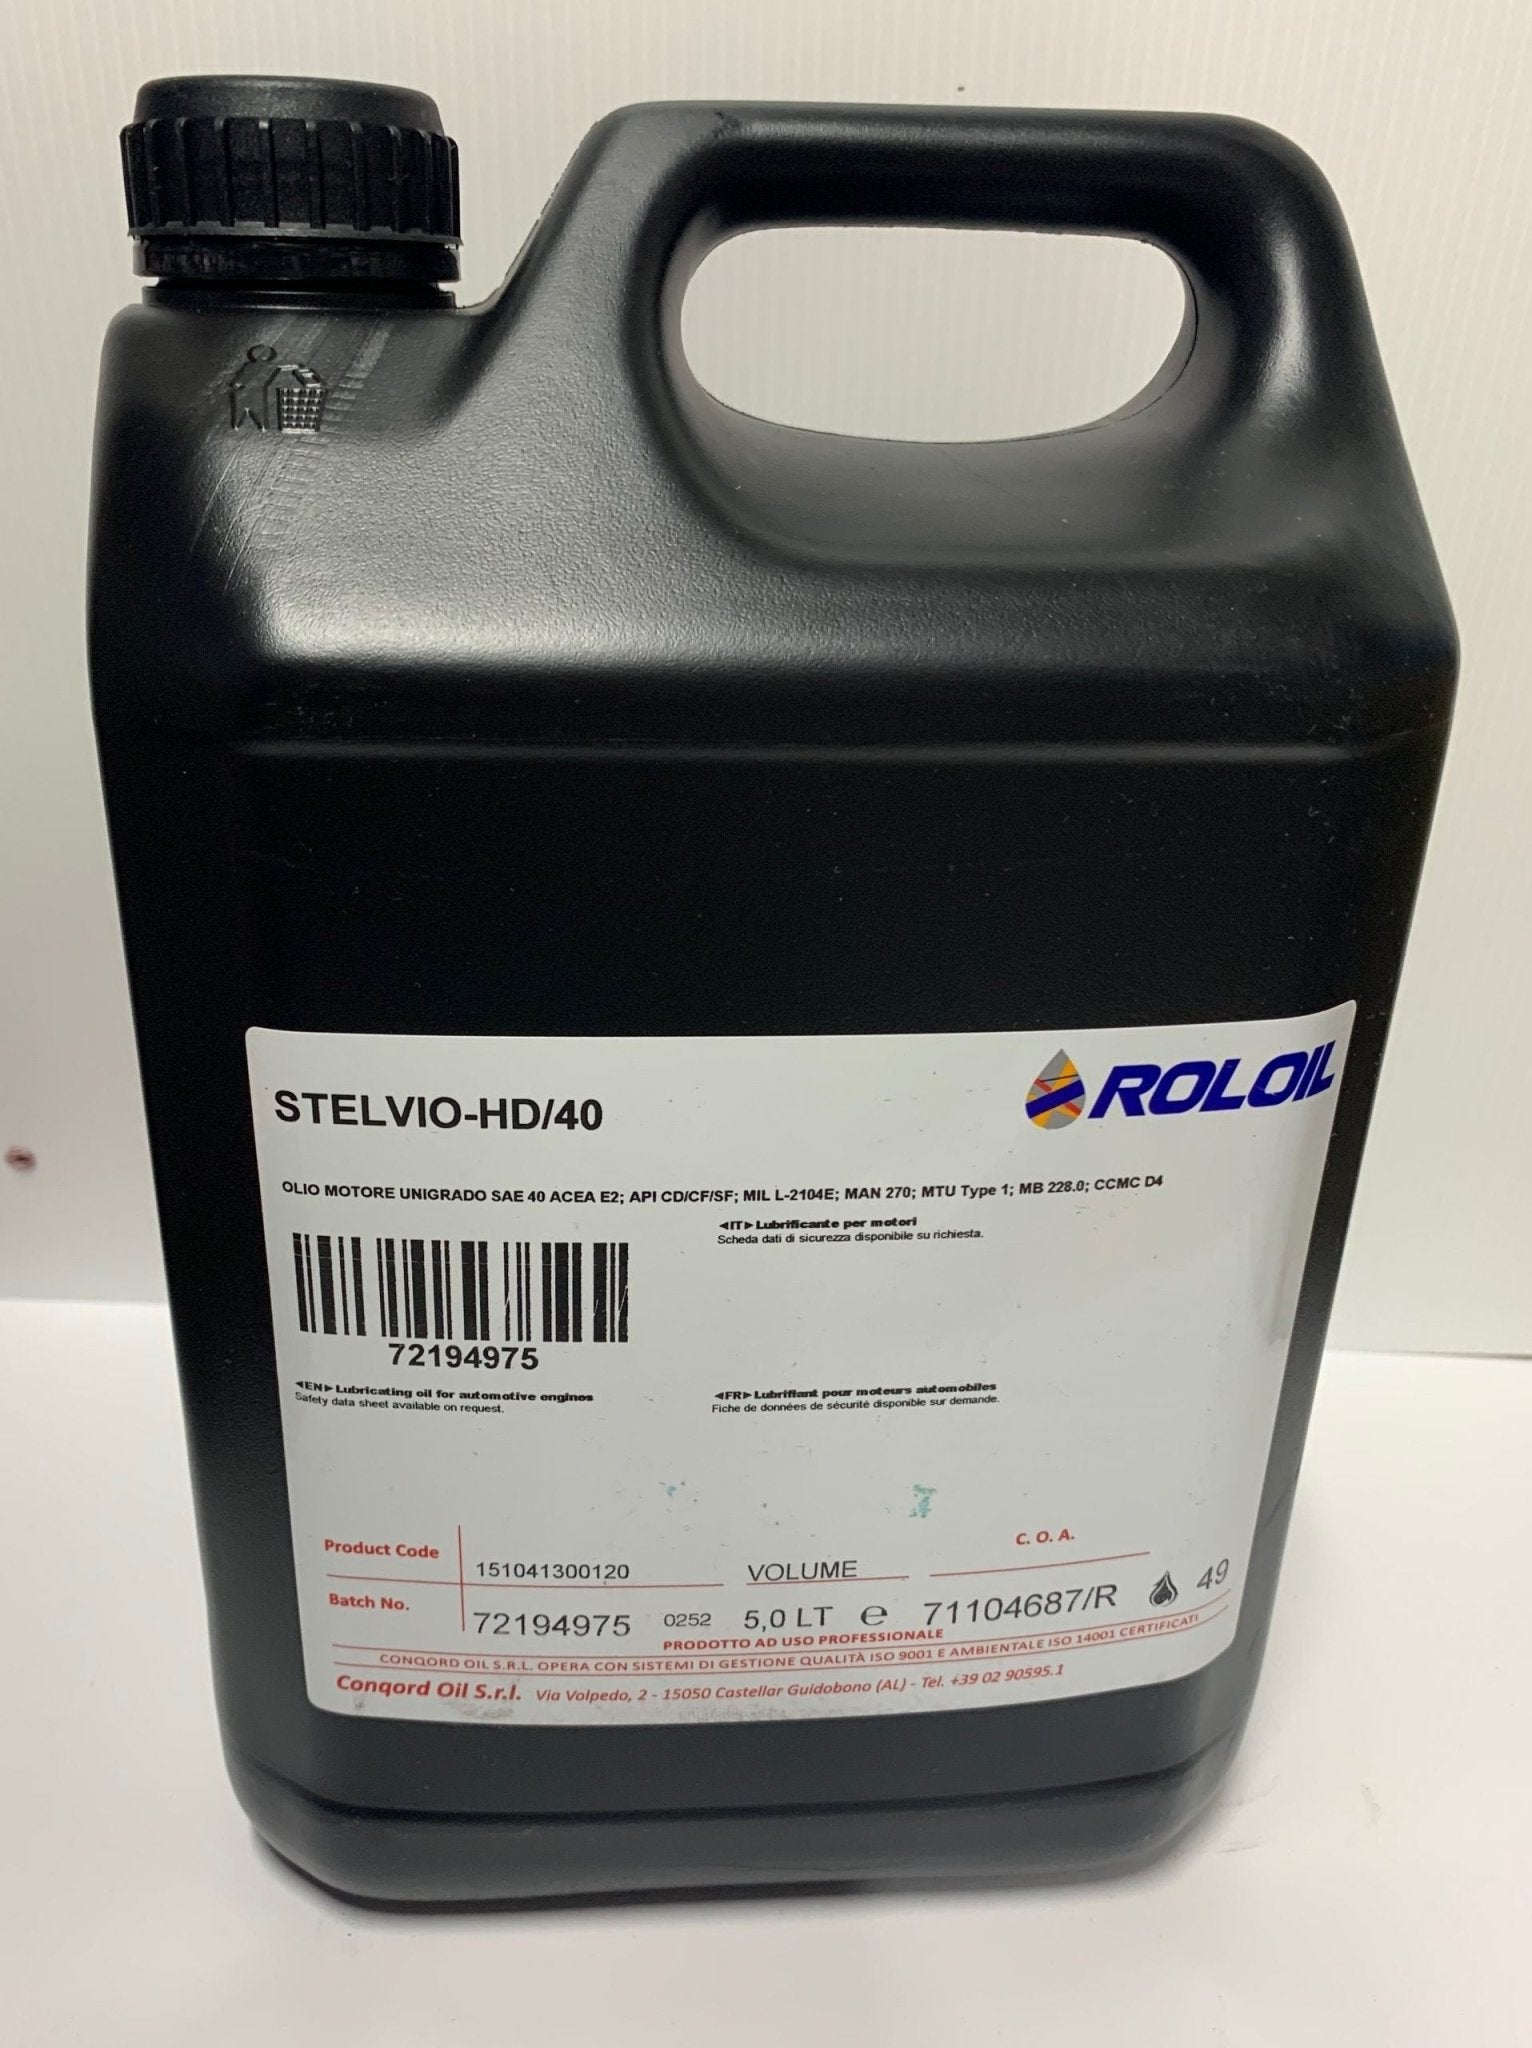 ROLOIL
STELVIO-HD/40
OLIO MOTORE UNIGRADO SAE 40 ACEA E2; API CD/CF/SF; MIL L-2104E; MAN 270; MTU Type 1; MB 228.0; CCMC D4
◄IT► Lubrificante per motori
Scheda dati di sicurezza disponibile su richiesta.
72194975
◄EN► Lubricating oil for automotive engines
Safety data sheet available on request.
◄FR► Lubrifiant pour moteurs automobiles
Fiche de données de sécurité disponible sur demande.
Product Code 151041300120 VOLUME C. O. A.
Batch No. 72194975 0252 5,0 LT ℮ 71104687/R 49
PRODOTTO AD USO PROFESSIONALE
CONQORD OIL S.R.L. OPERA CON SISTEMI DI GESTIONE QUALITÀ ISO 9001 E AMBIENTALE ISO 14001 CERTIFICATI
Conqord Oil S.r.l. Via Volpedo, 2 - 15050 Castellar Guidobono (AL) - Tel. +39 02 90595.1